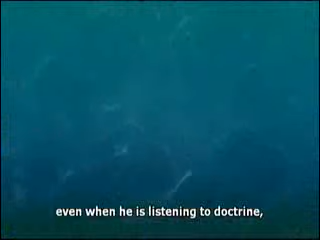 even when he is listening to doctrine,